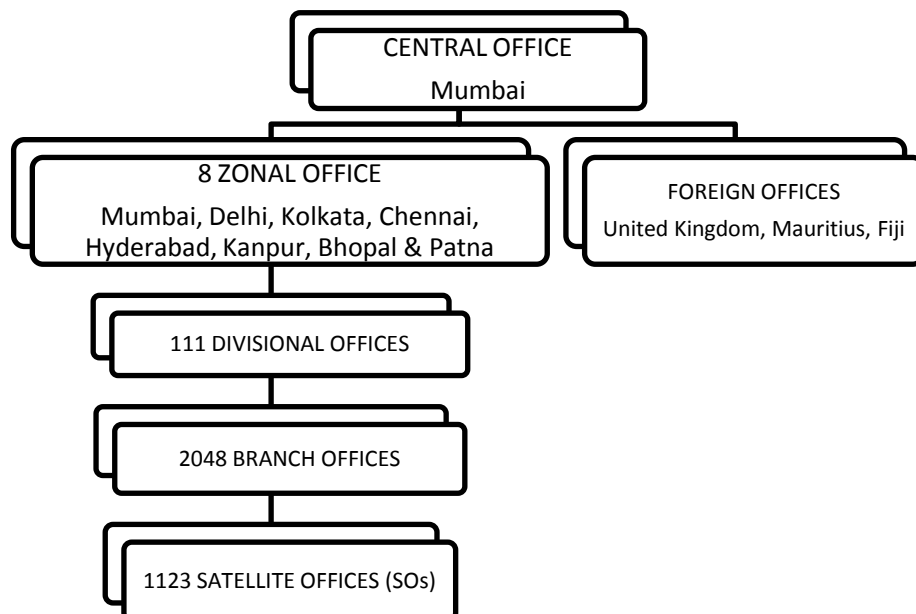 CENTRAL OFFICE
Mumbai
8 ZONAL OFFICE
Mumbai, Delhi, Kolkata, Chennai,
Hyderabad, Kanpur, Bhopal & Patna
FOREIGN OFFICES
United Kingdom, Mauritius, Fiji
111 DIVISIONAL OFFICES
2048 BRANCH OFFICES
1123 SATELLITE OFFICES (SOs)